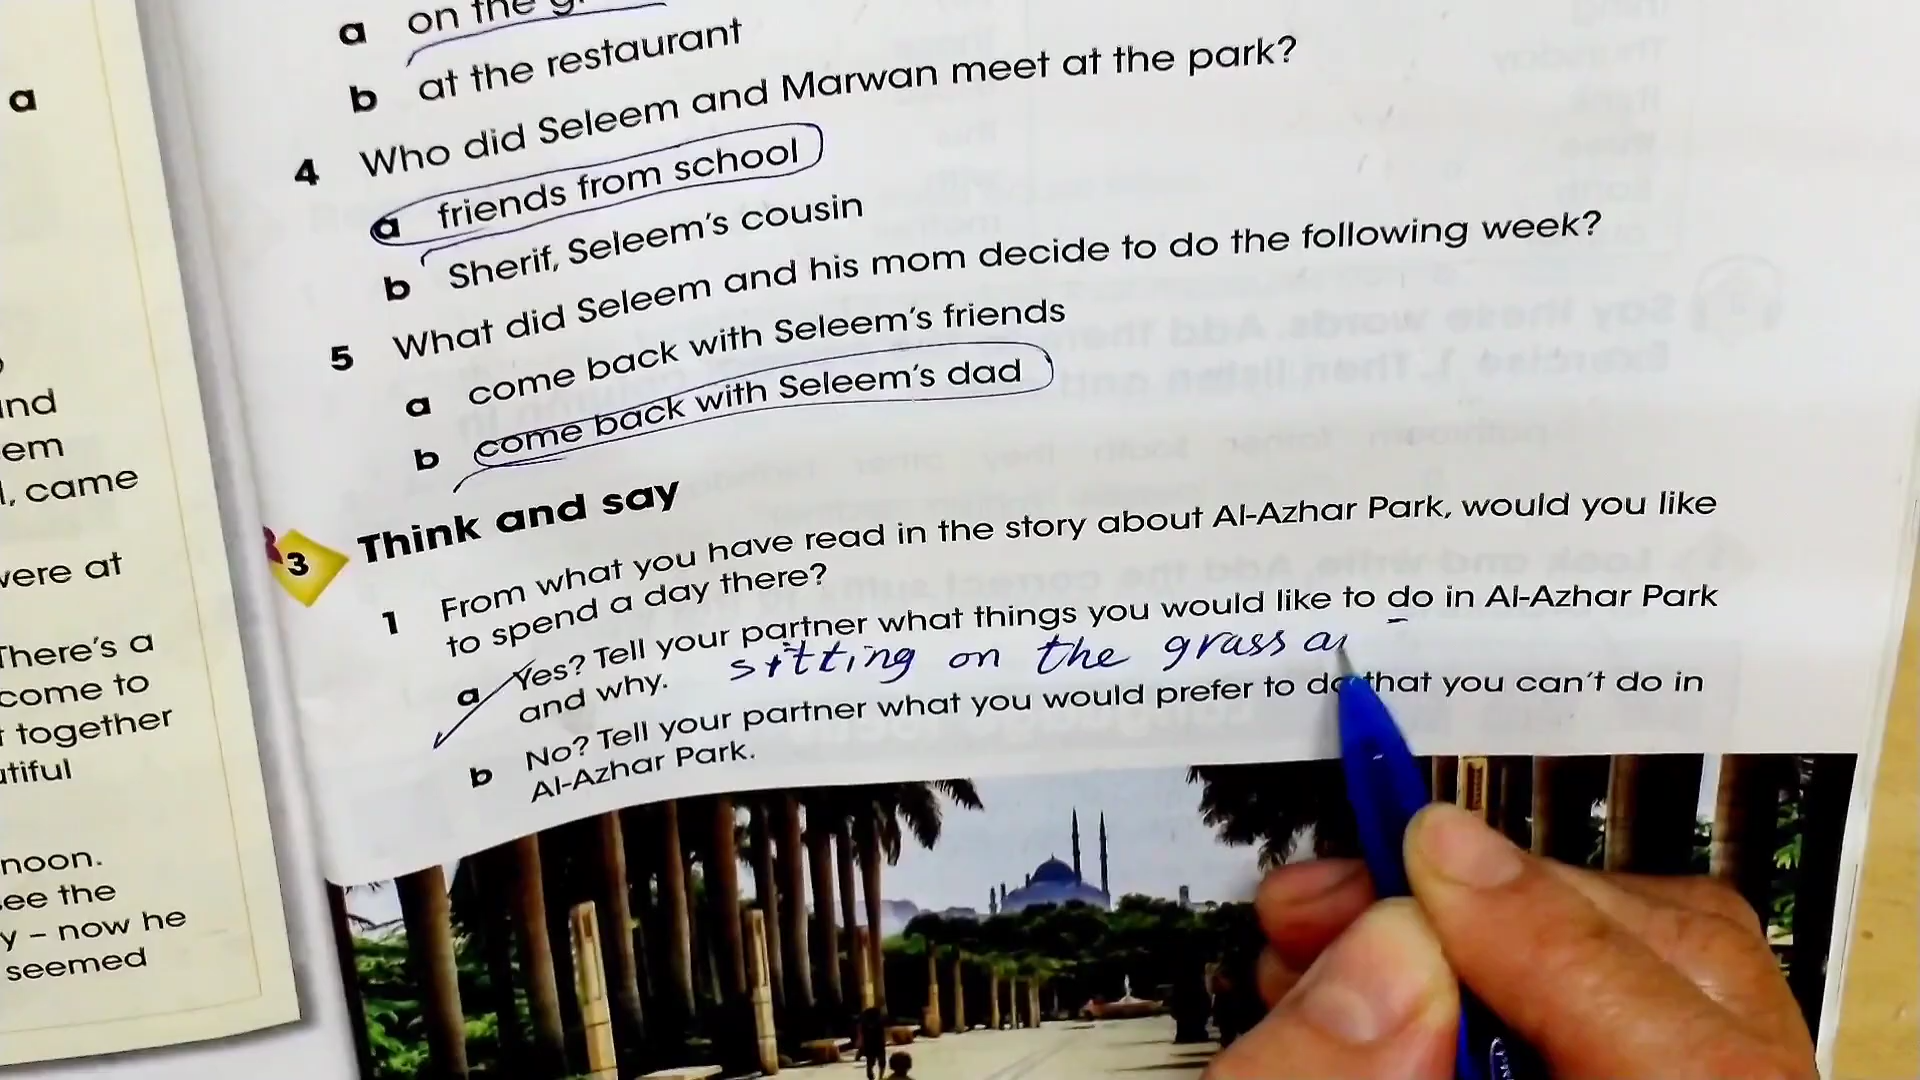 a on the
b at the restaurant
4 Who did Seleem and Marwan meet at the park?
a friends from school
b Sherif, Seleem's cousin
5 What did Seleem and his mom decide to do the following week?
a come back with Seleem's friends
b come back with Seleem's dad
3 Think and say
1 From what you have read in the story about Al-Azhar Park, would you like
to spend a day there?
a Yes? Tell your partner what things you would like to do in Al-Azhar Park
and why. sitting on the grass
b No? Tell your partner what you would prefer to do that you can't do in
Al-Azhar Park.
a
em
came
were at
There's a
come to
together
noon.
see the
y – now he
seemed